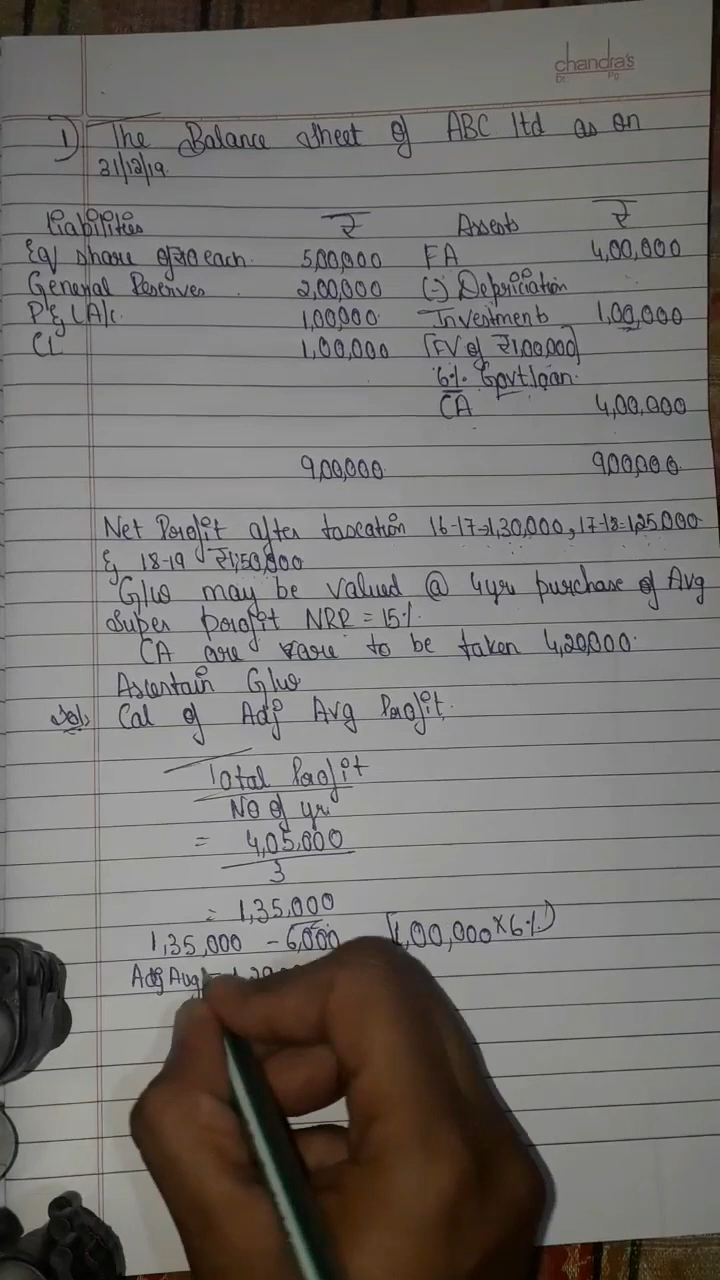 chandra's
Dt Pg
1) The Balance sheet of ABC ltd as on
31/12/19.
Liabilities ₹ Assents ₹
Eq share of each. 5,00,000 FA 4,00,000
General Reserves 2,00,000 (-) Depriciation
P & L A/c. 1,00,000 Investment 1,00,000
CL 1,00,000 [FV of ₹1,00,000]
6% Govt loan.
CA 4,00,000
9,00,000 9,00,000
Net Profit after taxcation 16-17=1,30,000, 17-18=1,25,000
& 18-19 ₹1,50,000
G/w may be valued @ 4yr purchase of Avg
Super profit NRR = 15%.
CA are to be taken 4,20,000.
Ascertain G/w
Sol: Cal of Adj Avg Profit.
Total Profit
No of yr
= 4,05,000
3
= 1,35,000
1,35,000 - 6,000 [1,00,000 × 6%]
Adj Avg